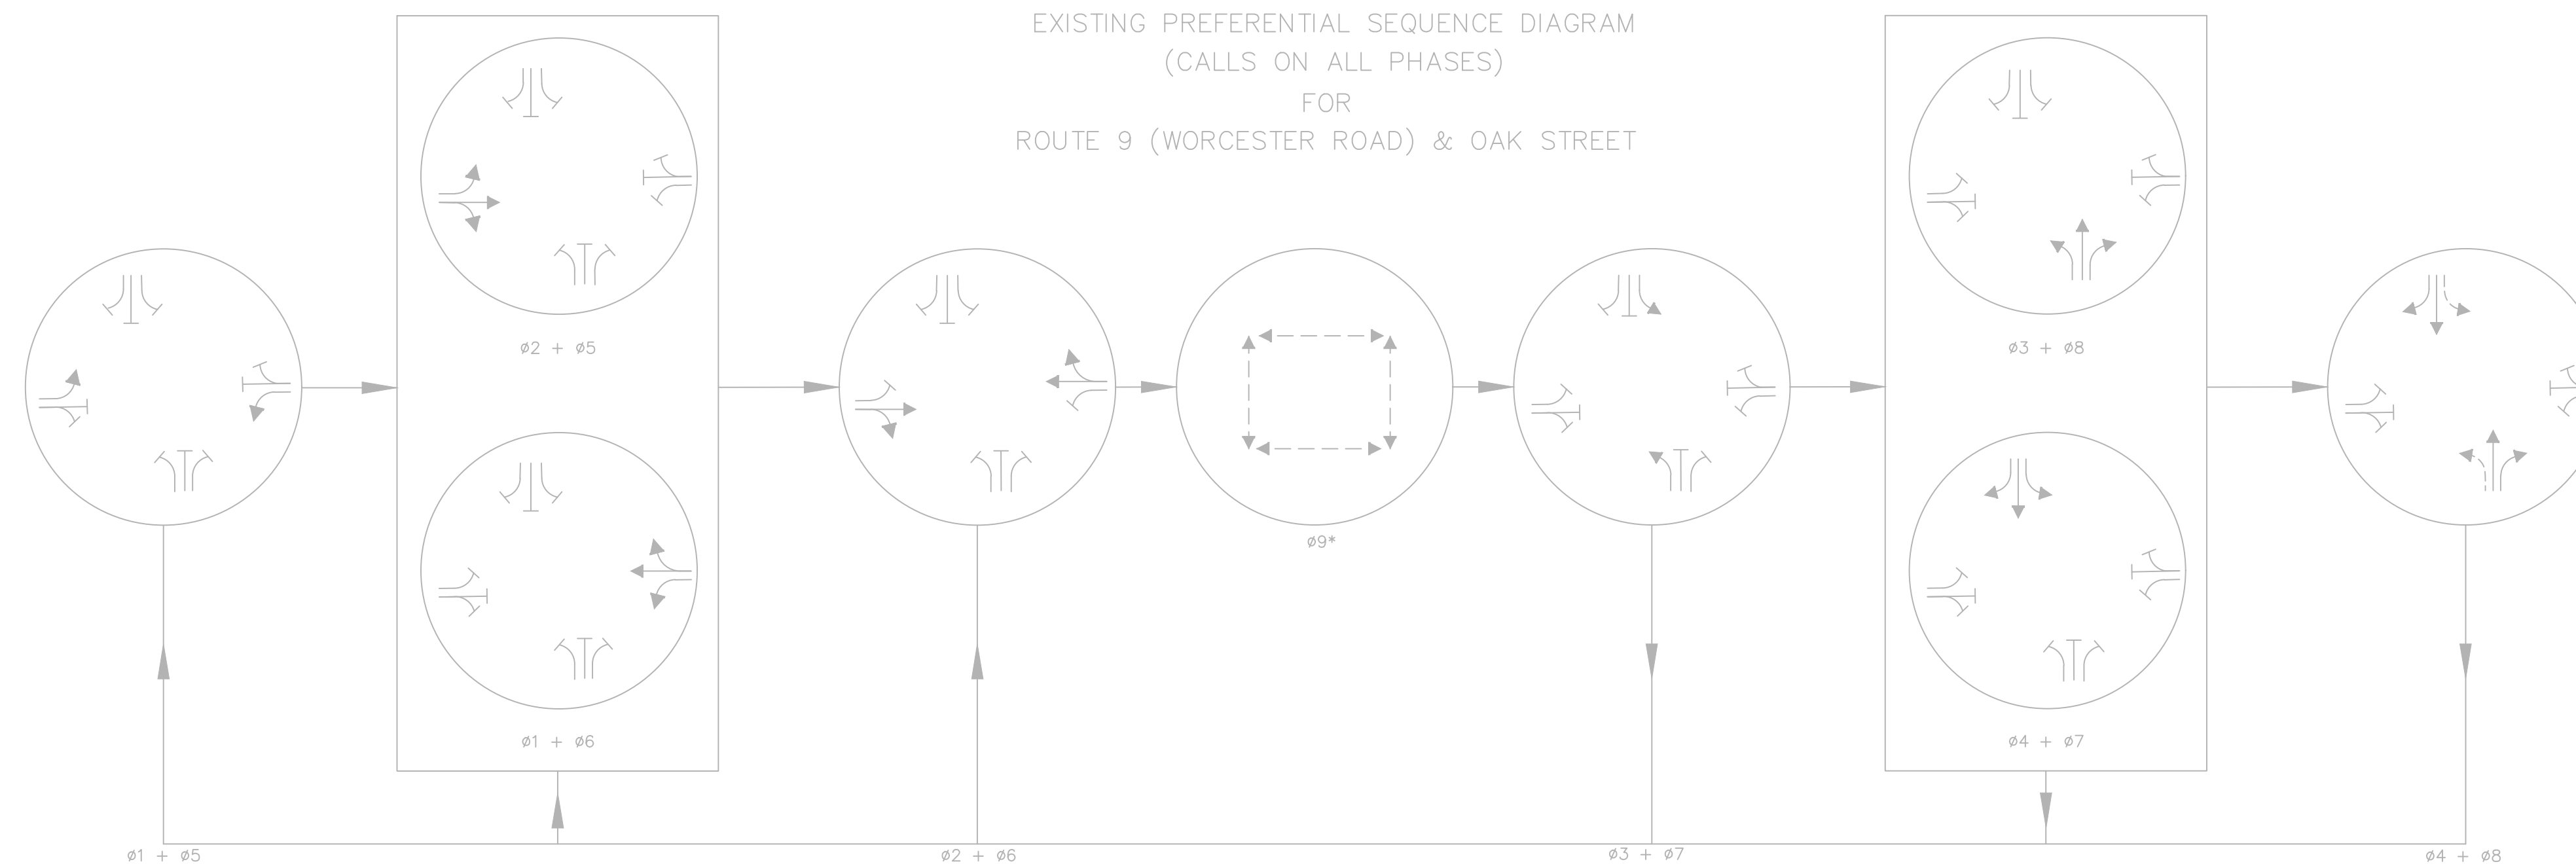 EXISTING PREFERENTIAL SEQUENCE DIAGRAM
(CALLS ON ALL PHASES)
FOR
ROUTE 9 (WORCESTER ROAD) & OAK STREET
ø2 + ø5
ø3 + ø8
ø9*
ø1 + ø6
ø4 + ø7
ø1 + ø5
ø2 + ø6
ø3 + ø7
ø4 + ø8